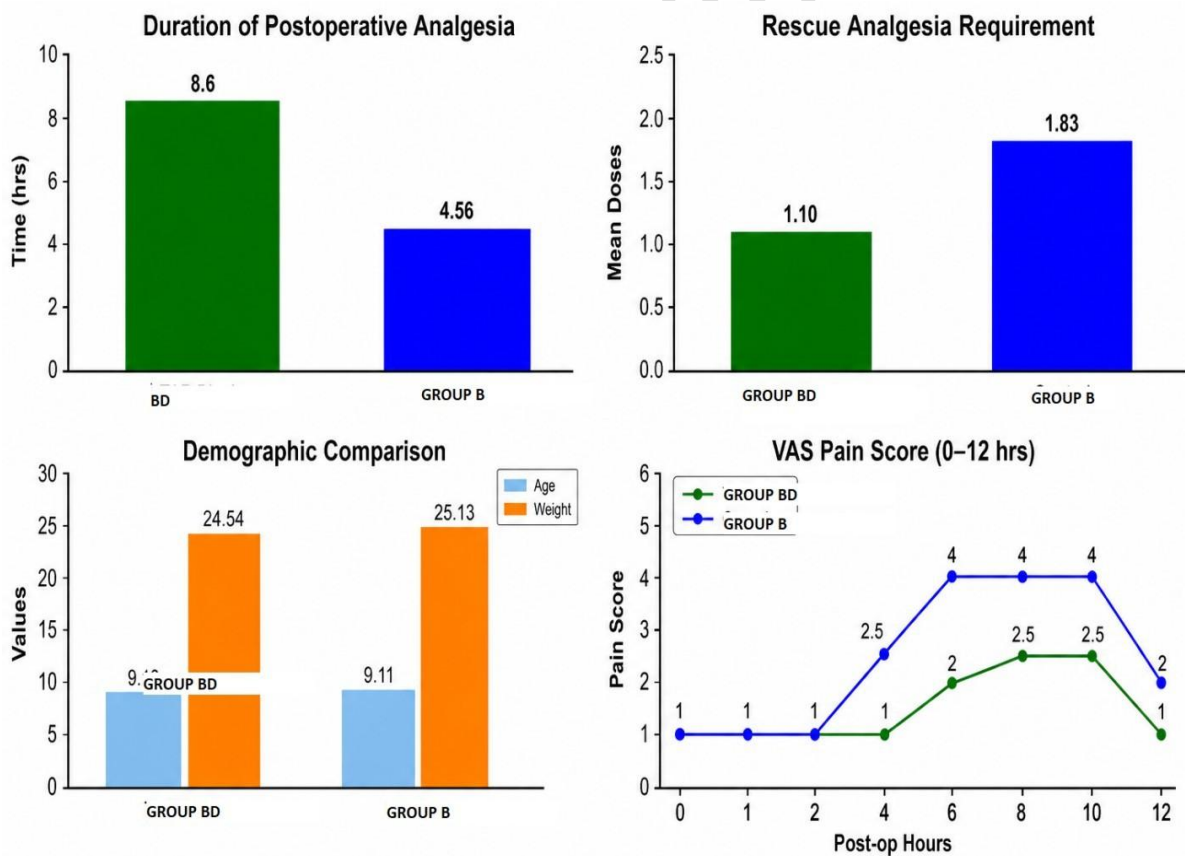 Duration of Postoperative Analgesia
Time (hrs)
10
8
6
4
2
0
8.6
4.56
BD
GROUP B
Rescue Analgesia Requirement
Mean Doses
2.5
2.0
1.5
1.0
0.5
0.0
1.10
1.83
GROUP BD
GROUP B
Demographic Comparison
Values
30
25
20
15
10
5
0
Age
Weight
24.54
GROUP BD
9.11
25.13
GROUP BD
GROUP B
VAS Pain Score (0–12 hrs)
Pain Score
6
5
4
3
2
1
0
GROUP BD
GROUP B
4 4 4
2.5
2.5 2.5
2 2
1 1 1 1 1
0 1 2 4 6 8 10 12
Post-op Hours